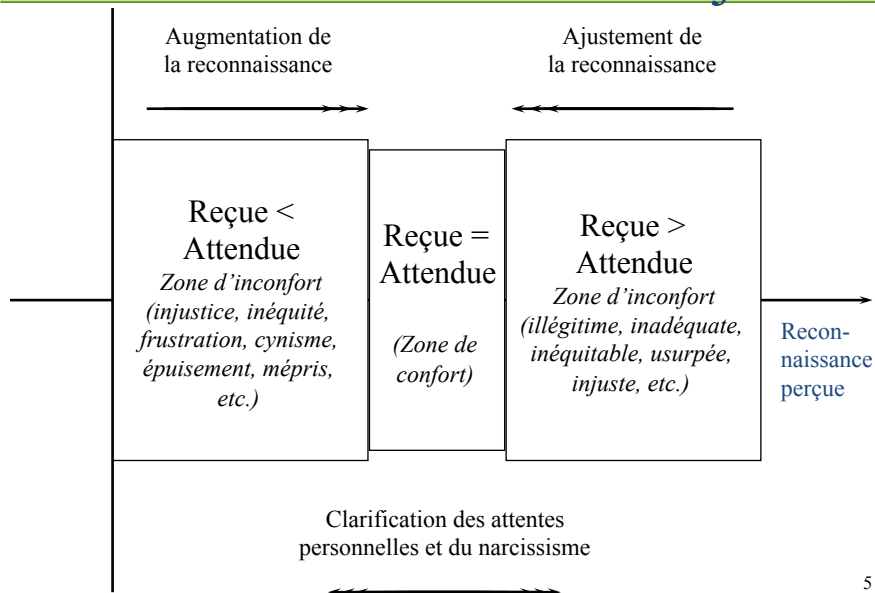 Augmentation de
la reconnaissance
Ajustement de
la reconnaissance
Reçue <
Attendue
Zone d’inconfort
(injustice, inéquité,
frustration, cynisme,
épuisement, mépris,
etc.)
Reçue =
Attendue
(Zone de
confort)
Reçue >
Attendue
Zone d’inconfort
(illégitime, inadéquate,
inéquitable, usurpée,
injuste, etc.)
Recon-
naissance
perçue
Clarification des attentes
personnelles et du narcissisme
5